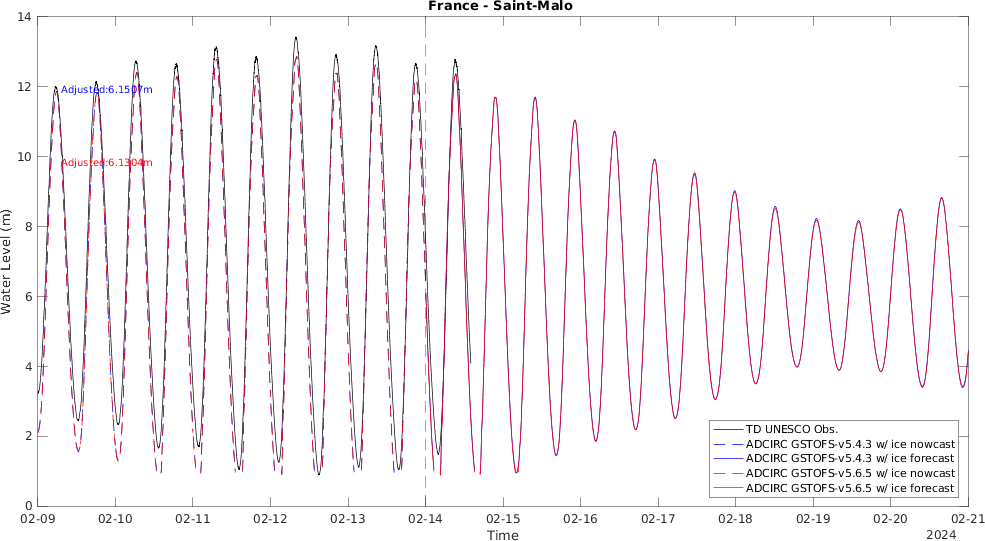 France - Saint-Malo
14
12
10
8
6
4
2
0
Water Level (m)
Adjusted:6.1507m
Adjusted:6.1304m
TD UNESCO Obs.
ADCIRC GSTOFS-v5.4.3 w/ ice nowcast
ADCIRC GSTOFS-v5.4.3 w/ ice forecast
ADCIRC GSTOFS-v5.6.5 w/ ice nowcast
ADCIRC GSTOFS-v5.6.5 w/ ice forecast
02-09 02-10 02-11 02-12 02-13 02-14 02-15 02-16 02-17 02-18 02-19 02-20 02-21
Time
2024